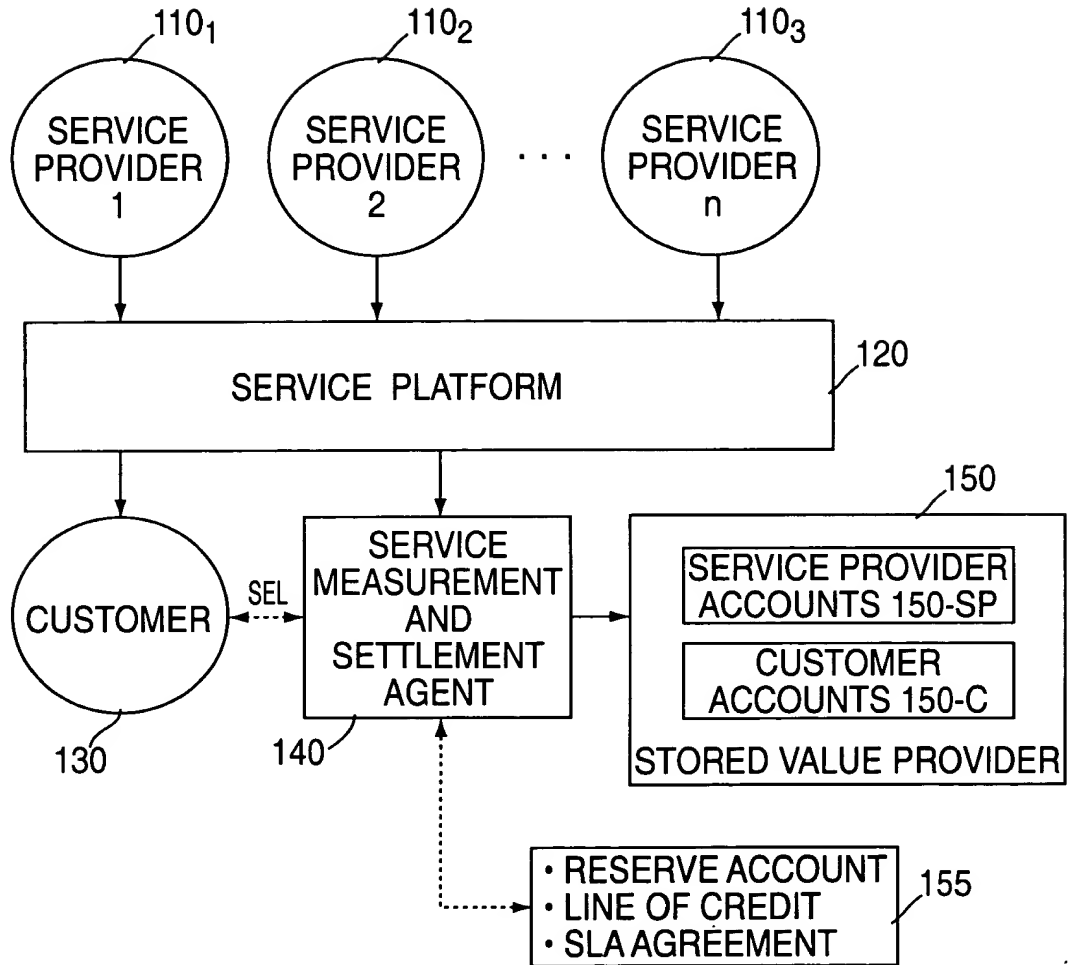 110₁
110₂
110₃
SERVICE
PROVIDER
1
SERVICE
PROVIDER
2
. . .
SERVICE
PROVIDER
n
SERVICE PLATFORM
120
150
CUSTOMER
SEL
SERVICE
MEASUREMENT
AND
SETTLEMENT
AGENT
SERVICE PROVIDER
ACCOUNTS 150-SP
CUSTOMER
ACCOUNTS 150-C
STORED VALUE PROVIDER
130
140
• RESERVE ACCOUNT
• LINE OF CREDIT
• SLA AGREEMENT
155